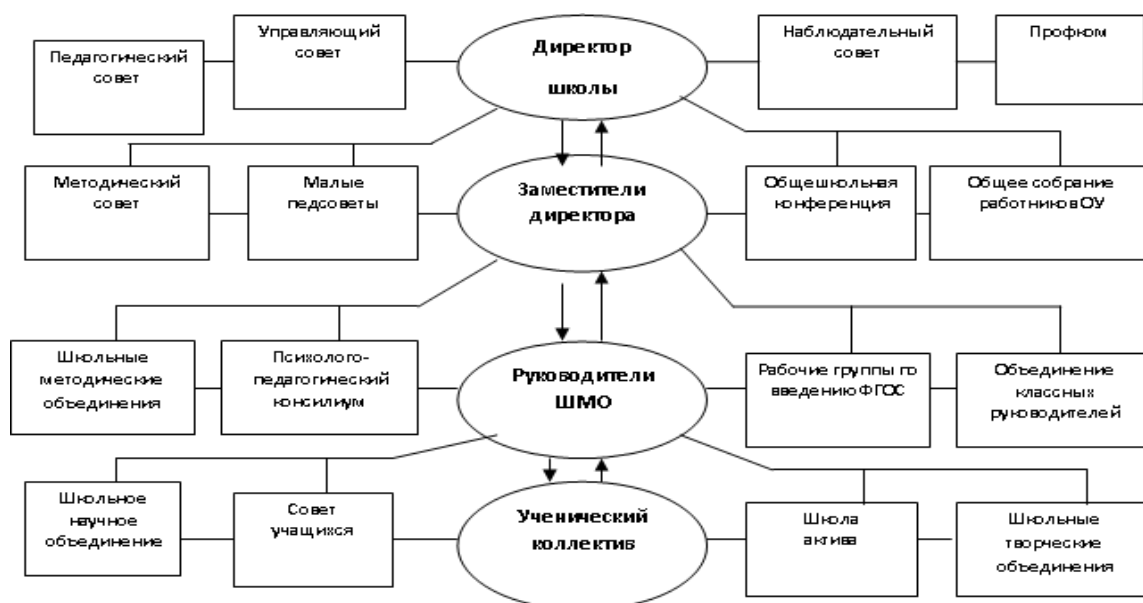 Педагогический
совет
Управляющий
совет
Директор
школы
Наблюдательный
совет
Профком
Методический
совет
Малые
педсоветы
Заместители
директора
Общешкольная
конференция
Общее собрание
работников ОУ
Школьные
методические
объединения
Психолого-
педагогический
консилиум
Руководители
ШМО
Рабочие группы по
введению ФГОС
Объединение
классных
руководителей
Школьное
научное
объединение
Совет
учащихся
Ученический
коллектив
Школа
актива
Школьные
творческие
объединения